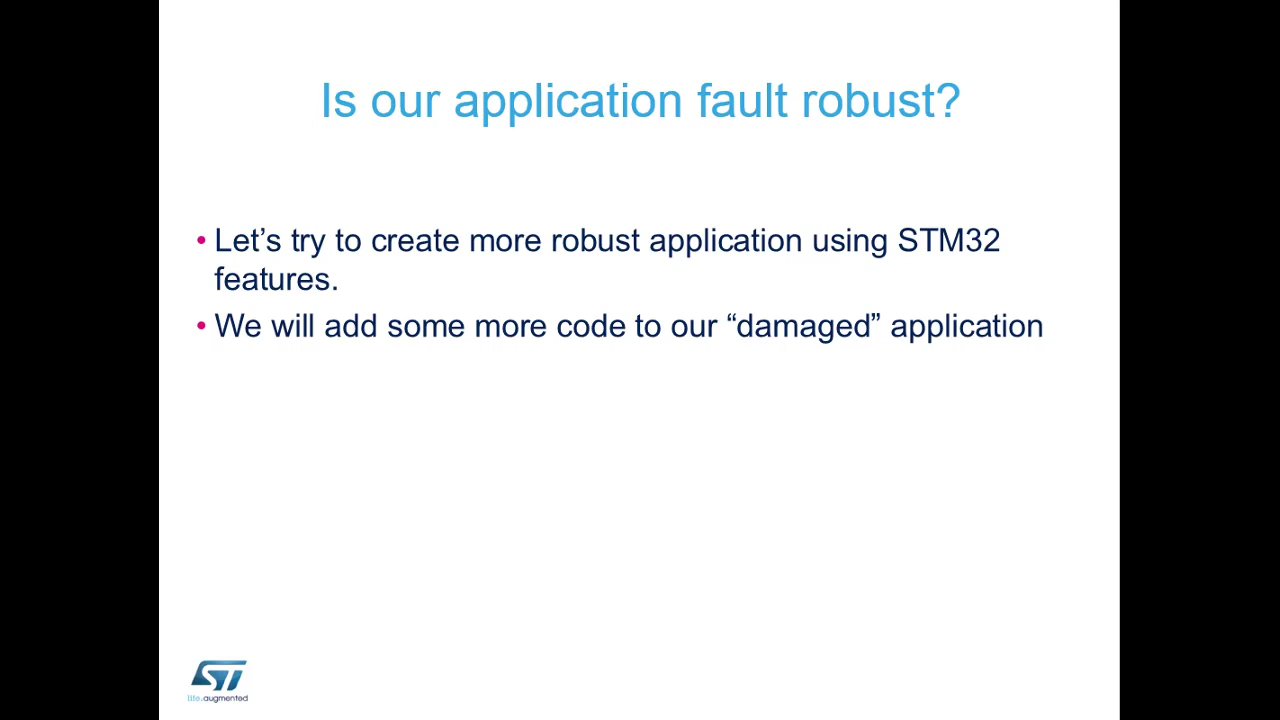 Is our application fault robust?
• Let’s try to create more robust application using STM32
features.
• We will add some more code to our “damaged” application
ST
life.augmented